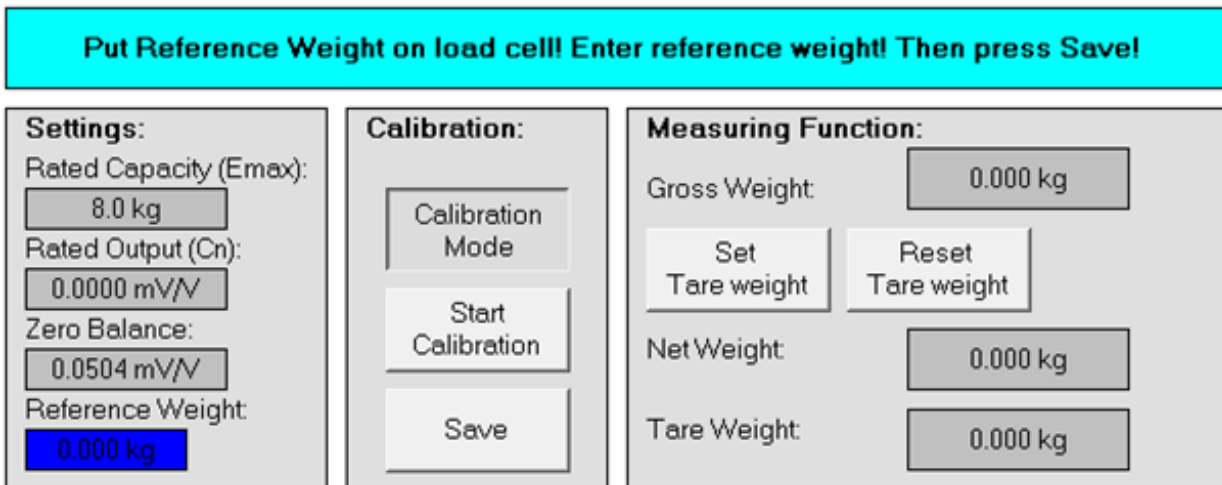 Put Reference Weight on load cell! Enter reference weight! Then press Save!
Settings:
Rated Capacity (Emax):
8.0 kg
Rated Output (Cn):
0.0000 mV/V
Zero Balance:
0.0504 mV/V
Reference Weight:
0.000 kg
Calibration:
Calibration
Mode
Start
Calibration
Save
Measuring Function:
Gross Weight:
0.000 kg
Set
Tare weight
Reset
Tare weight
Net Weight:
0.000 kg
Tare Weight:
0.000 kg